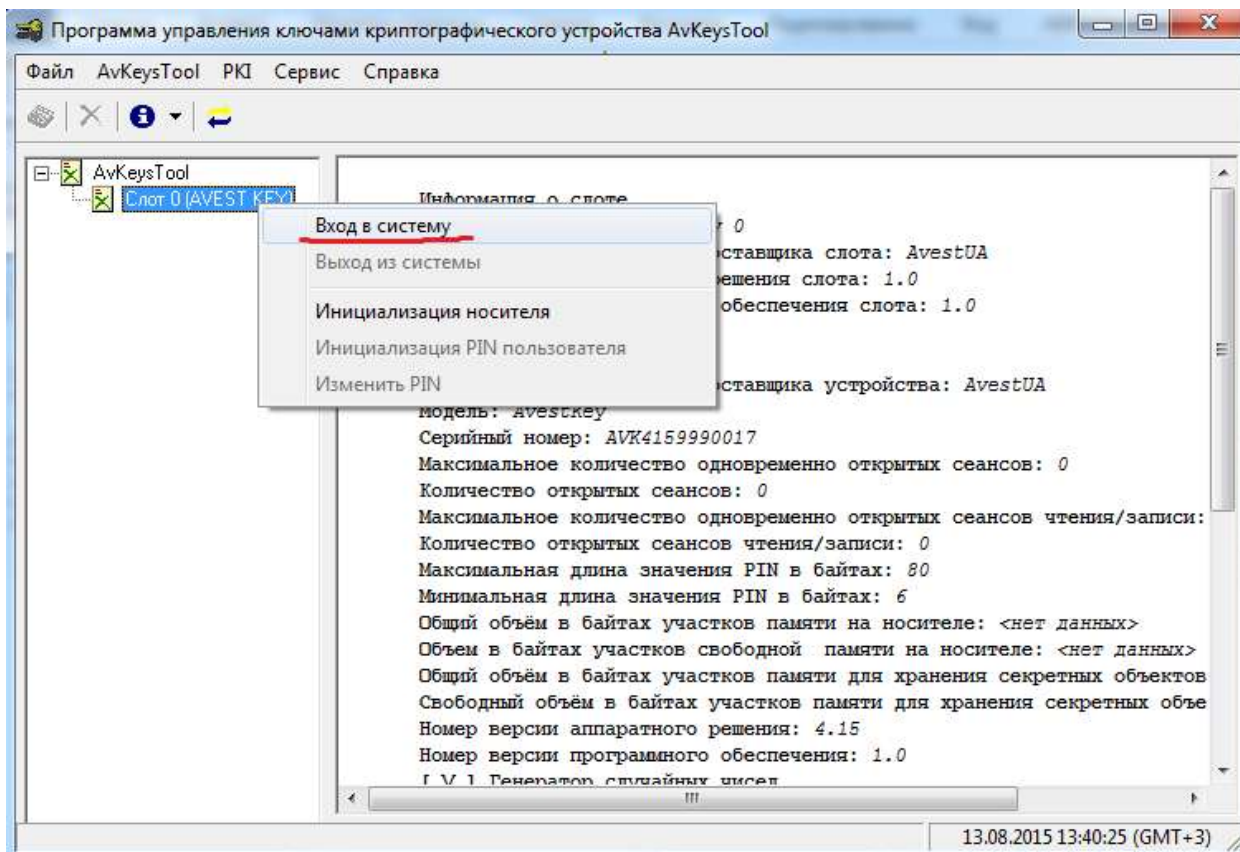 Программа управления ключами криптографического устройства AvKeysTool
Файл AvKeysTool PKI Сервис Справка
AvKeysTool
Слот 0 (AVEST KEY)
Информация о слоте
Вход в систему
Выход из системы
Инициализация носителя
Инициализация PIN пользователя
Изменить PIN
0
ставщика слота: AvestUA
ешения слота: 1.0
обеспечения слота: 1.0
ставщика устройства: AvestUA
Модель: AvestKey
Серийный номер: AVK4159990017
Максимальное количество одновременно открытых сеансов: 0
Количество открытых сеансов: 0
Максимальное количество одновременно открытых сеансов чтения/записи:
Количество открытых сеансов чтения/записи: 0
Максимальная длина значения PIN в байтах: 80
Минимальная длина значения PIN в байтах: 6
Общий объём в байтах участков памяти на носителе: <нет данных>
Объем в байтах участков свободной памяти на носителе: <нет данных>
Общий объём в байтах участков памяти для хранения секретных объектов
Свободный объём в байтах участков памяти для хранения секретных объе
Номер версии аппаратного решения: 4.15
Номер версии программного обеспечения: 1.0
[ V ] Генератор случайных чисел
13.08.2015 13:40:25 (GMT+3)